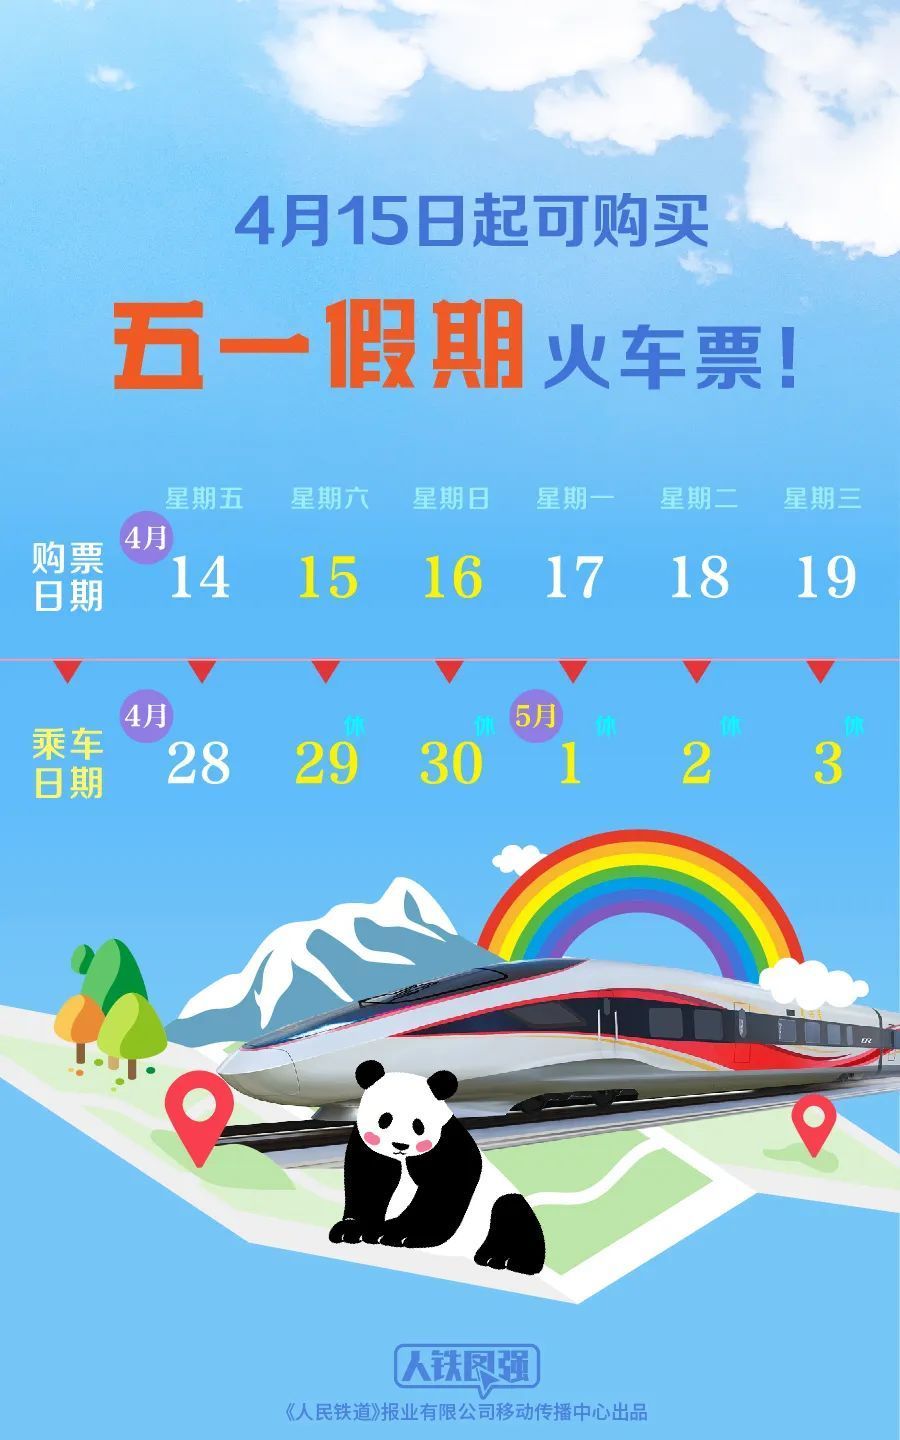 4月15日起可购买
五一假期 火车票！
星期五 星期六 星期日 星期一 星期二 星期三
购票日期 4月 14 15 16 17 18 19
休 休 休 休 休
乘车日期 4月 28 29 30 5月 1 2 3
人铁图强
《人民铁道》报业有限公司移动传播中心出品